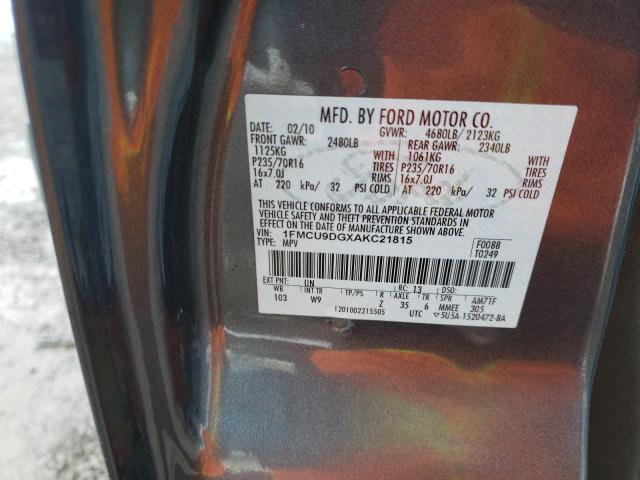 MFD. BY FORD MOTOR CO.
DATE: 02/10 GVWR: 4680LB/ 2123KG
FRONT GAWR: 2480LB REAR GAWR: 2340LB
1125KG WITH 1061KG WITH
P235/70R16 TIRES P235/70R16 TIRES
16x7.0J RIMS 16x7.0J RIMS
AT 220 kPa/ 32 PSI COLD AT 220 kPa/ 32 PSI COLD
THIS VEHICLE CONFORMS TO ALL APPLICABLE FEDERAL MOTOR
VEHICLE SAFETY AND THEFT PREVENTION STANDARDS IN
EFFECT ON THE DATE OF MANUFACTURE SHOWN ABOVE.
VIN: 1FMCU9DGXAKC21815
TYPE: MPV F0088
T0249
EXT PNT: UN RC: 13 DSO:
WB INT TR TP/PS R AXLE TR SPR AM71F
103 W9 Z 35 6 MMEE 305
1201002215505 UTC ▽5U5A-1520472-BA